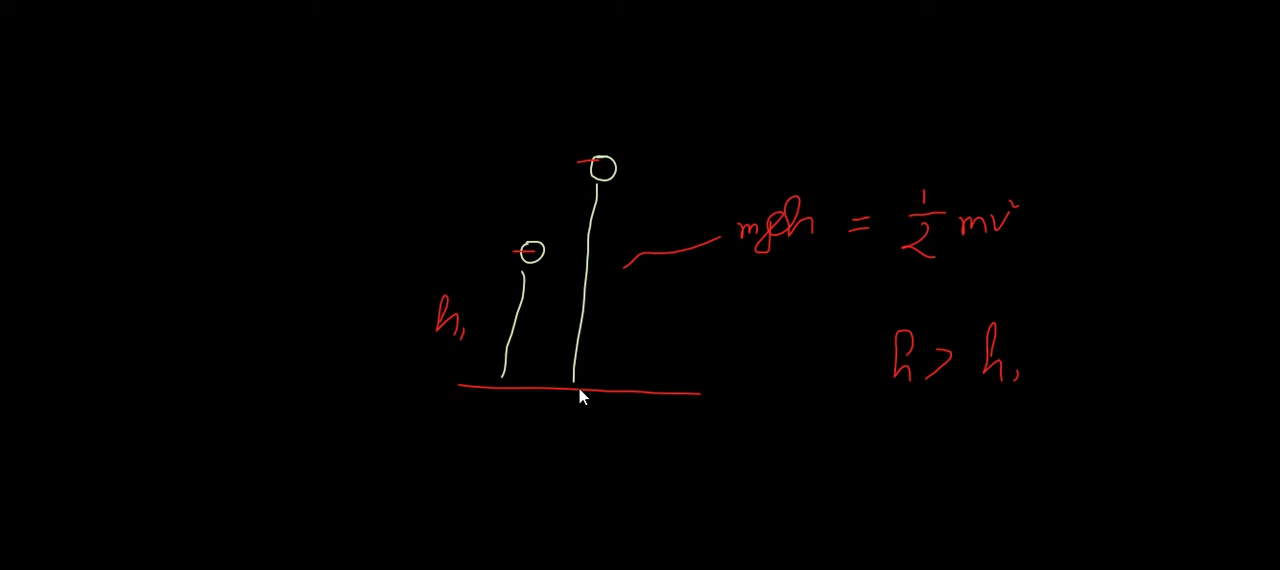 mgh = 1/2 mv²
h₁
h > h₁